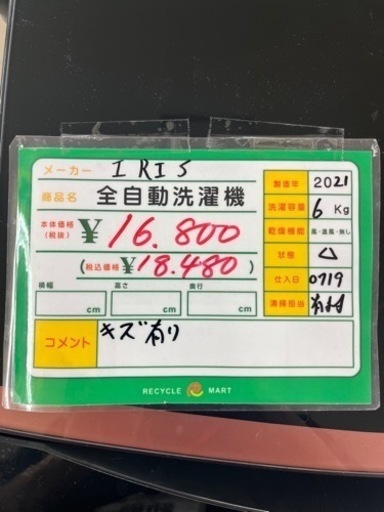 メーカー IRIS
商品名 全自動洗濯機
本体価格(税抜) ¥16.800
(税込価格¥18.480)
横幅 高さ 奥行
cm cm cm
コメント キズ有り
製造年 2021
洗濯容量 6 Kg
乾燥機能 風・温風・無し
状態 △
仕入日 0719
清掃担当
RECYCLE MART